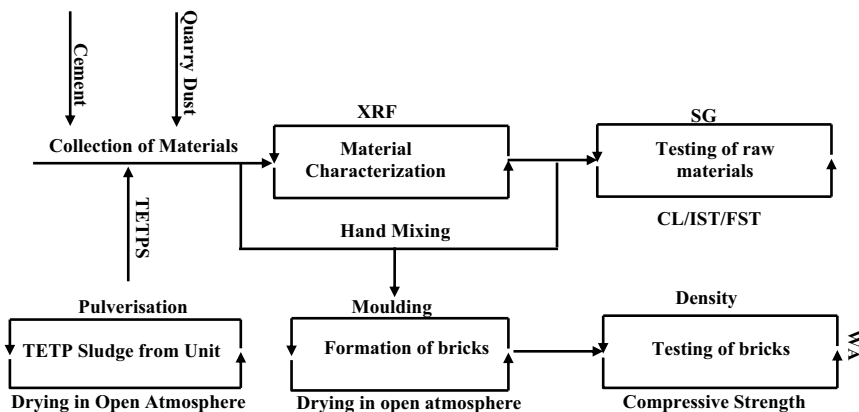 Cement
Quarry Dust
XRF
SG
Collection of Materials
Material
Characterization
Testing of raw
materials
TETPS
CL/IST/FST
Hand Mixing
Pulverisation
Moulding
Density
TETP Sludge from Unit
Formation of bricks
Testing of bricks
WA
Drying in Open Atmosphere
Drying in open atmosphere
Compressive Strength